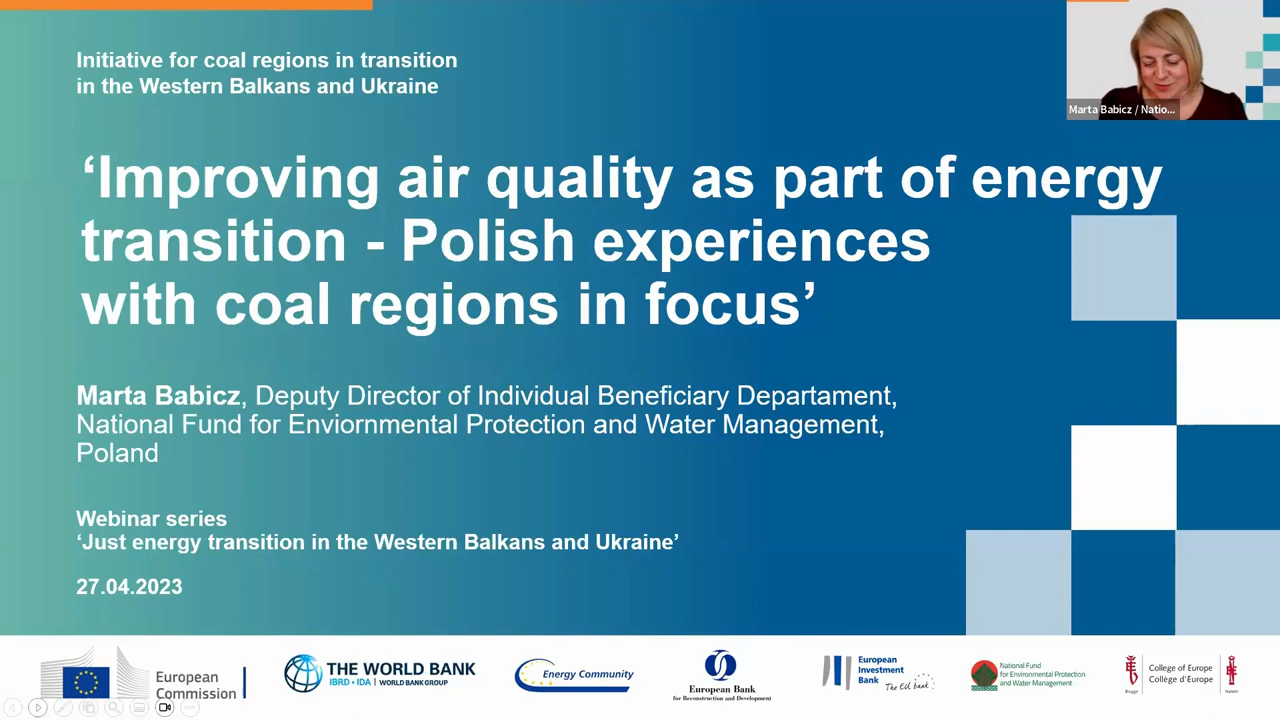 Initiative for coal regions in transition
in the Western Balkans and Ukraine
Marta Babicz / Natio...
‘Improving air quality as part of energy
transition - Polish experiences
with coal regions in focus’
Marta Babicz, Deputy Director of Individual Beneficiary Departament,
National Fund for Enviornmental Protection and Water Management,
Poland
Webinar series
‘Just energy transition in the Western Balkans and Ukraine’
27.04.2023
European
Commission
THE WORLD BANK
IBRD • IDA | WORLD BANK GROUP
Energy Community
European Bank
for Reconstruction and Development
European
Investment
Bank
The EU bank
National Fund
for Environmental Protection
and Water Management
College of Europe
Collège d'Europe
Brugge
Natolin